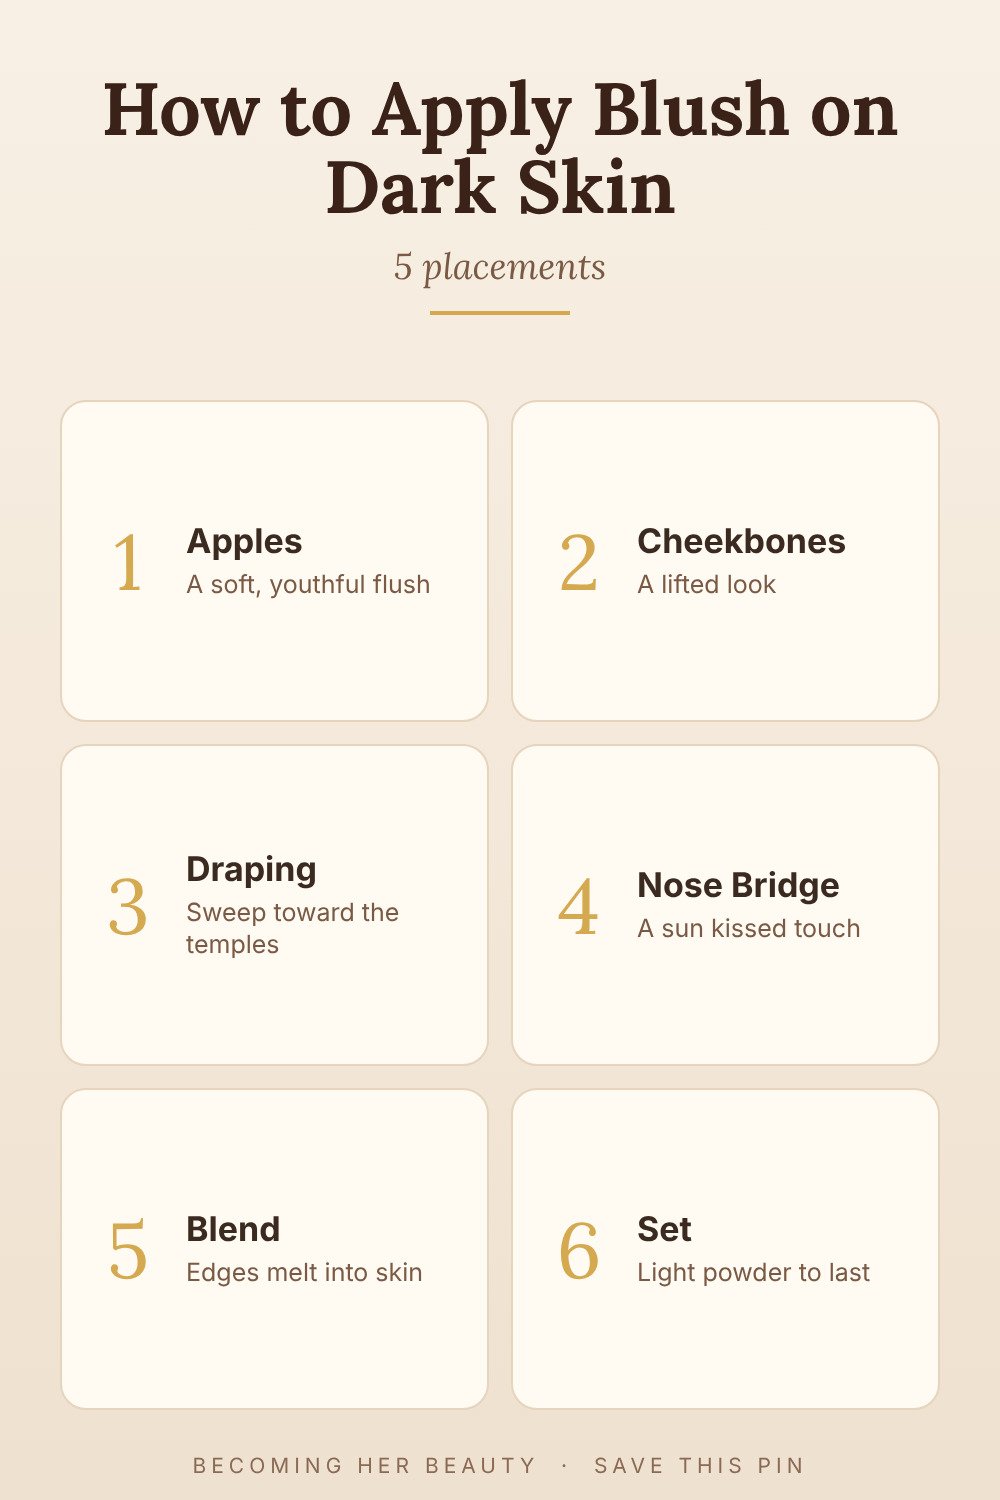 How to Apply Blush on
Dark Skin
5 placements
1
Apples
A soft, youthful flush
2
Cheekbones
A lifted look
3
Draping
Sweep toward the
temples
4
Nose Bridge
A sun kissed touch
5
Blend
Edges melt into skin
6
Set
Light powder to last
BECOMING HER BEAUTY · SAVE THIS PIN